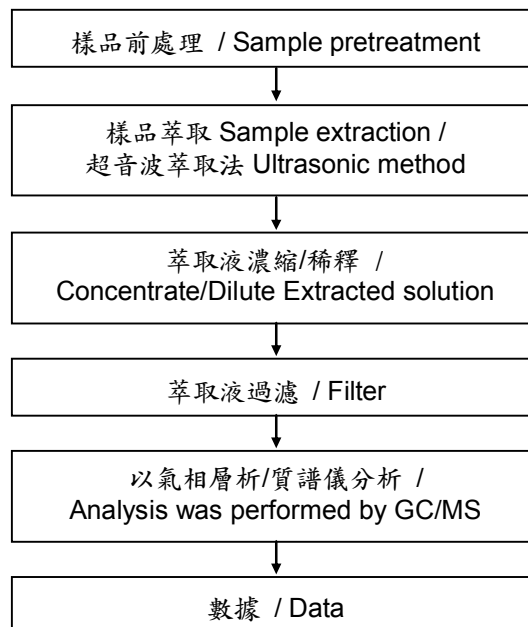 樣品前處理 / Sample pretreatment
樣品萃取 Sample extraction /
超音波萃取法 Ultrasonic method
萃取液濃縮/稀釋 /
Concentrate/Dilute Extracted solution
萃取液過濾 / Filter
以氣相層析/質譜儀分析 /
Analysis was performed by GC/MS
數據 / Data